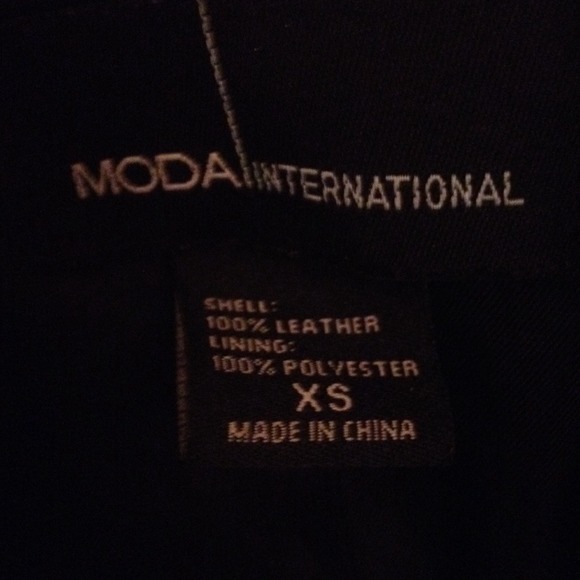 MODA INTERNATIONAL
SHELL:
100% LEATHER
LINING:
100% POLYESTER
XS
MADE IN CHINA